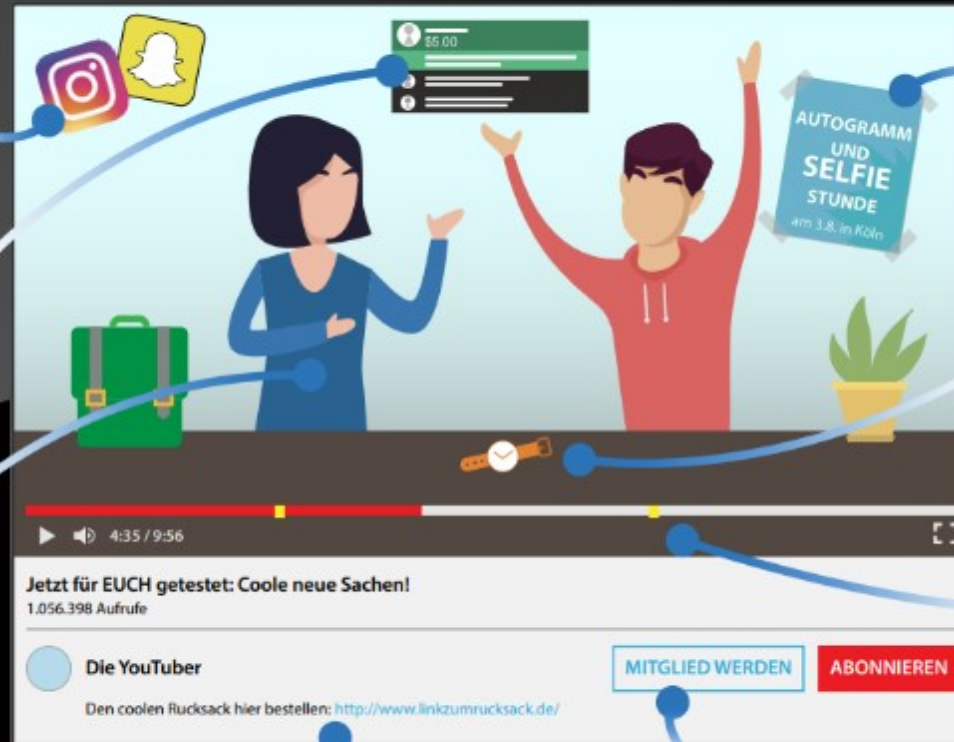 $5.00
AUTOGRAMM
UND
SELFIE
STUNDE
am 3.8. in Köln
4:35 / 9:56
Jetzt für EUCH getestet: Coole neue Sachen!
1.056.398 Aufrufe
Die YouTuber
MITGLIED WERDEN
ABONNIEREN
Den coolen Rucksack hier bestellen: http://www.linkzumrucksack.de/